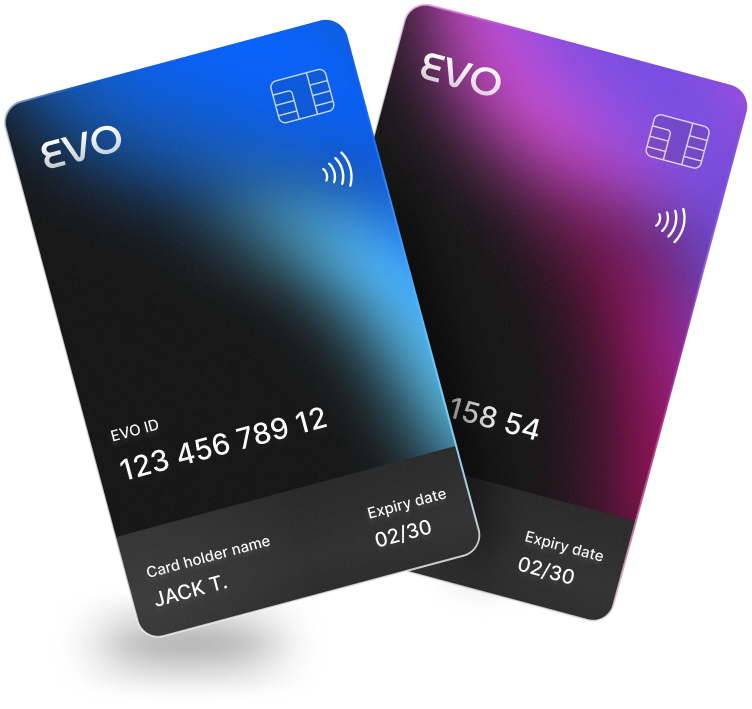 EVO
EVO ID
123 456 789 12
Card holder name
JACK T.
Expiry date
02/30
EVO
158 54
Expiry date
02/30